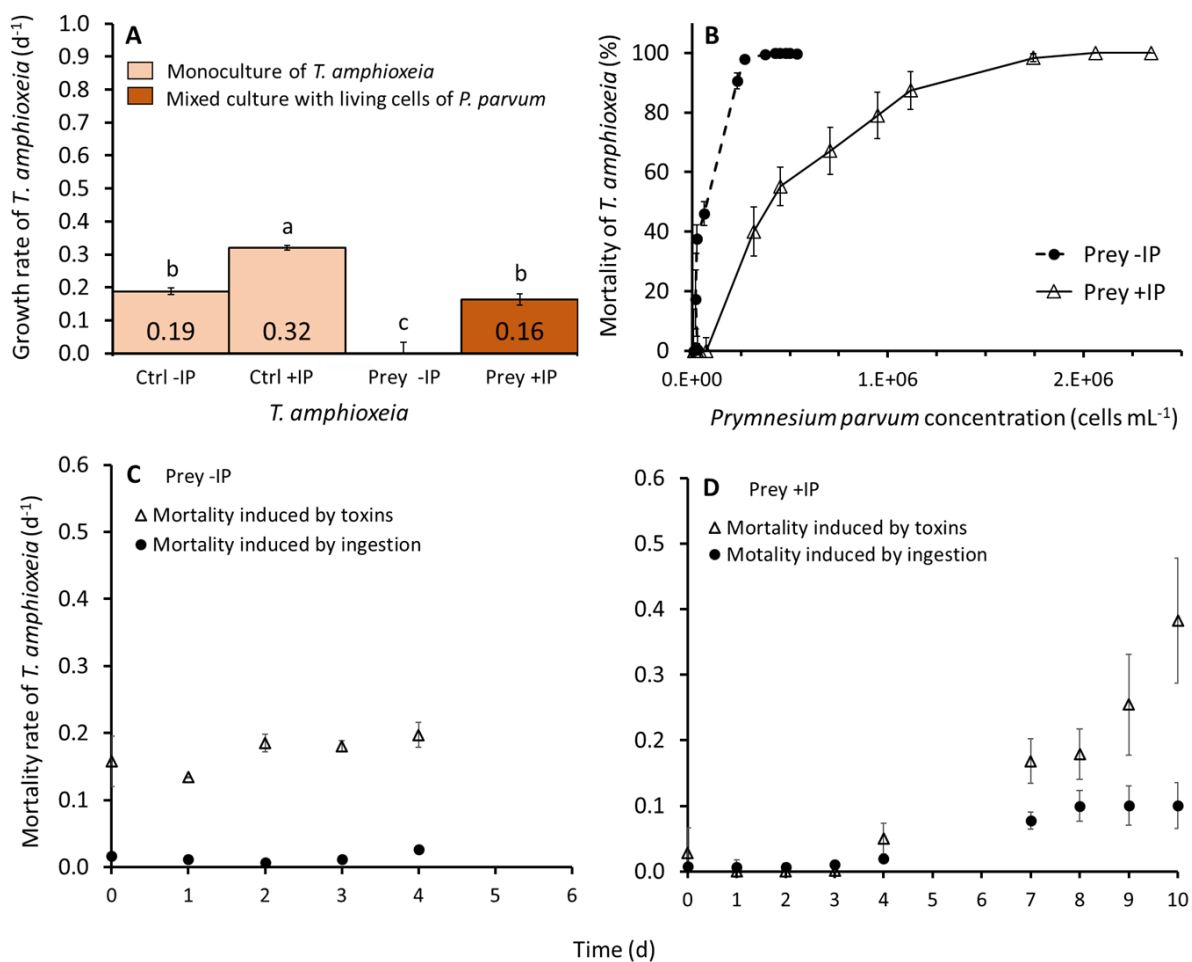 A
Monoculture of T. amphioxeia
Mixed culture with living cells of P. parvum
Growth rate of T. amphioxeia (d-1)
1.0
0.9
0.8
0.7
0.6
0.5
0.4
0.3
0.2
0.1
0.0
b
a
c
b
0.19
0.32
0.16
Ctrl -IP
Ctrl +IP
Prey -IP
Prey +IP
T. amphioxeia
B
Mortality of T. amphioxeia (%)
100
80
60
40
20
0
Prey -IP
Prey +IP
0.E+00
1.E+06
2.E+06
Prymnesium parvum concentration (cells mL-1)
C Prey -IP
Mortality induced by toxins
Mortality induced by ingestion
Mortality rate of T. amphioxeia (d-1)
0.6
0.5
0.4
0.3
0.2
0.1
0.0
0 1 2 3 4 5 6
D Prey +IP
Mortality induced by toxins
Motality induced by ingestion
0.6
0.5
0.4
0.3
0.2
0.1
0.0
0 1 2 3 4 5 6 7 8 9 10
Time (d)